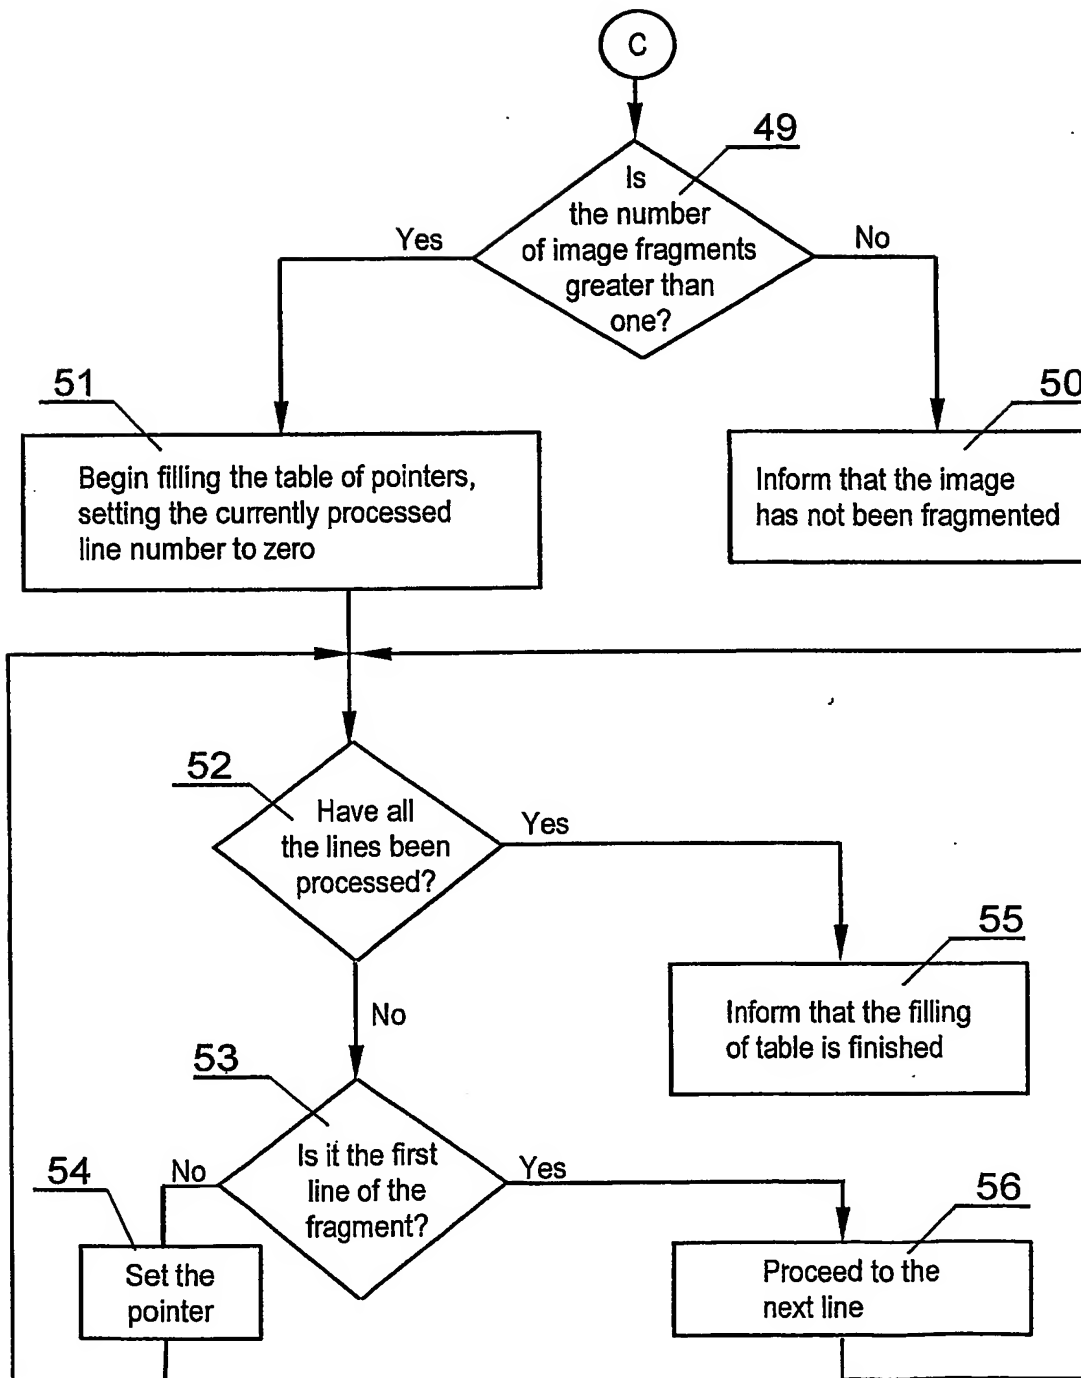 C
49
Is
the number
of image fragments
greater than
one?
Yes
No
51
Begin filling the table of pointers,
setting the currently processed
line number to zero
50
Inform that the image
has not been fragmented
52
Have all
the lines been
processed?
Yes
No
55
Inform that the filling
of table is finished
53
Is it the first
line of the
fragment?
No
Yes
54
Set the
pointer
56
Proceed to the
next line